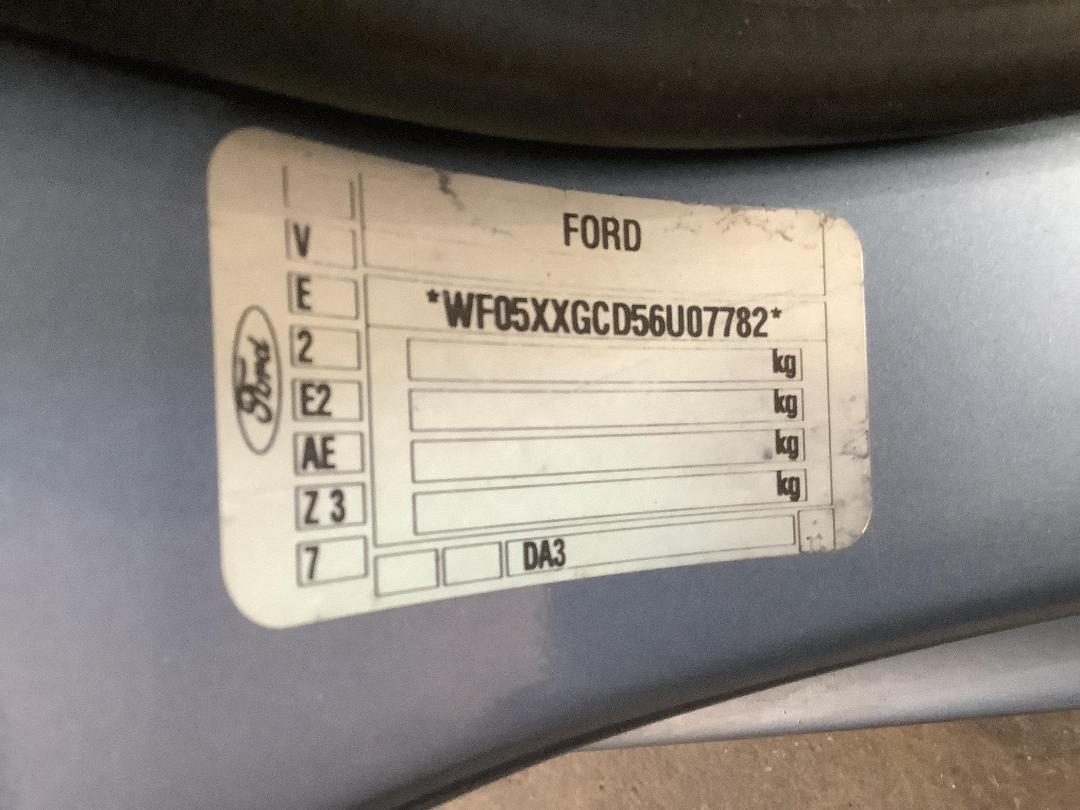 FORD
*WF05XXGCD56U07782*
kg
kg
kg
kg
V
E
2
E2
AE
Z 3
7
DA3
Ford